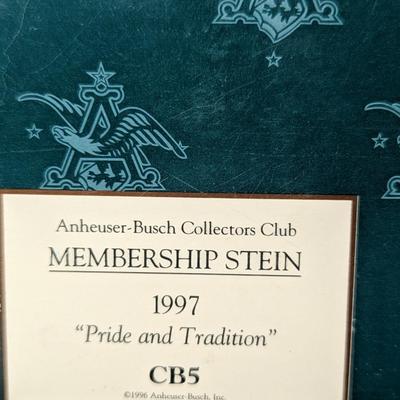 Anheuser-Busch Collectors Club
MEMBERSHIP STEIN
1997
"Pride and Tradition"
CB5
©1996 Anheuser-Busch, Inc.